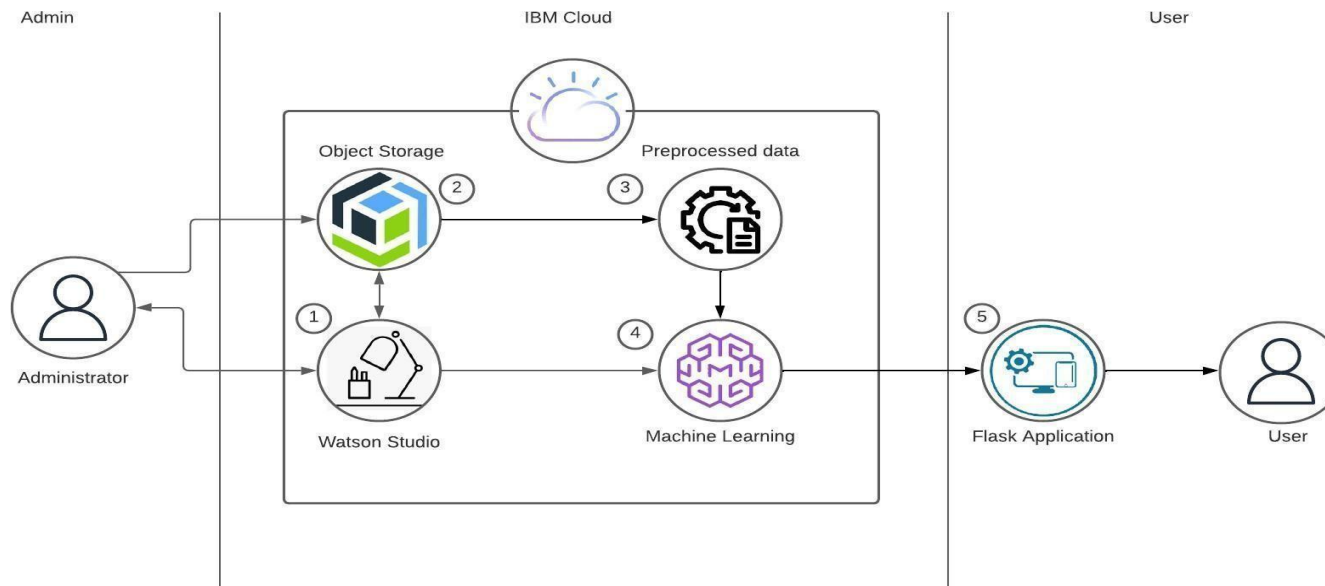 Admin
IBM Cloud
User
Object Storage
Preprocessed data
2
3
1
4
5
Administrator
Watson Studio
Machine Learning
Flask Application
User